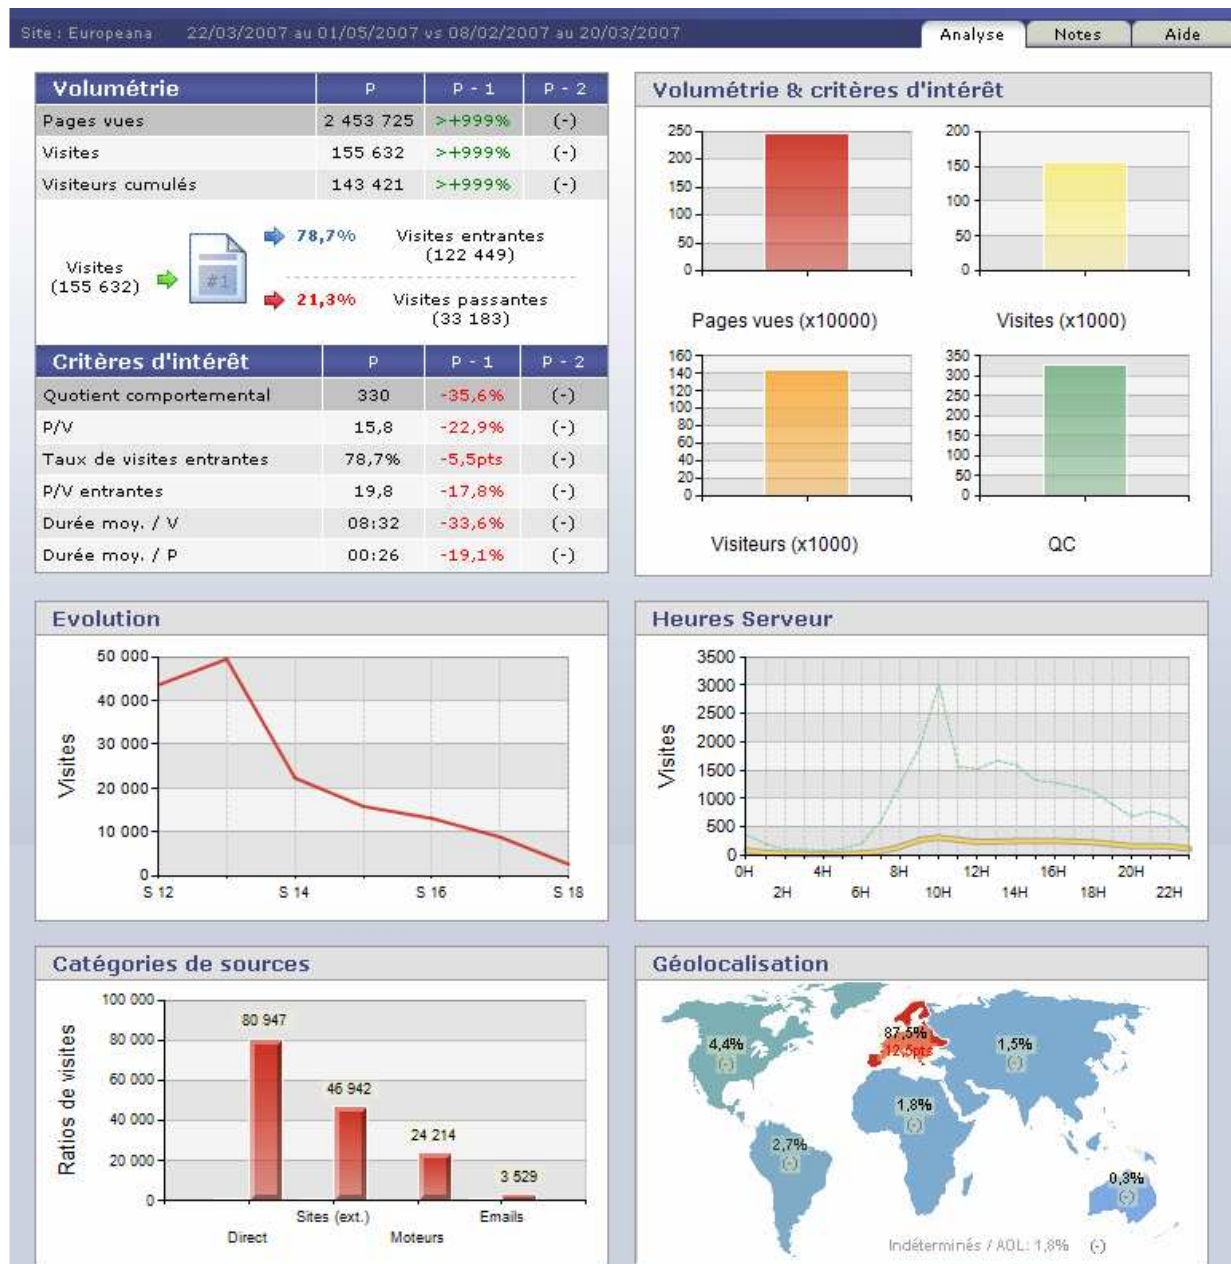 Site : Europeana 22/03/2007 au 01/05/2007 vs 08/02/2007 au 20/03/2007 Analyse Notes Aide
Volumétrie P P - 1 P - 2
Pages vues 2 453 725 >+999% (-)
Visites 155 632 >+999% (-)
Visiteurs cumulés 143 421 >+999% (-)
Visites
(155 632)
#1
78,7% Visites entrantes
(122 449)
21,3% Visites passantes
(33 183)
Critères d'intérêt P P - 1 P - 2
Quotient comportemental 330 -35,6% (-)
P/V 15,8 -22,9% (-)
Taux de visites entrantes 78,7% -5,5pts (-)
P/V entrantes 19,8 -17,8% (-)
Durée moy. / V 08:32 -33,6% (-)
Durée moy. / P 00:26 -19,1% (-)
Volumétrie & critères d'intérêt
250
200
150
100
50
0
Pages vues (x10000)
200
150
100
50
0
Visites (x1000)
160
140
120
100
80
60
40
20
0
Visiteurs (x1000)
350
300
250
200
150
100
50
0
QC
Evolution
Visites
50 000
40 000
30 000
20 000
10 000
0
S 12 S 14 S 16 S 18
Heures Serveur
Visites
3500
3000
2500
2000
1500
1000
500
0
0H 4H 8H 12H 16H 20H
2H 6H 10H 14H 18H 22H
Catégories de sources
Ratios de visites
100 000
80 000
60 000
40 000
20 000
0
80 947
46 942
24 214
3 529
Sites (ext.) Emails
Direct Moteurs
Géolocalisation
4,4%
(-)
87,5%
-12,5pts
1,5%
(-)
1,8%
(-)
2,7%
(-)
0,3%
(-)
Indéterminés / AOL: 1,8% (-)